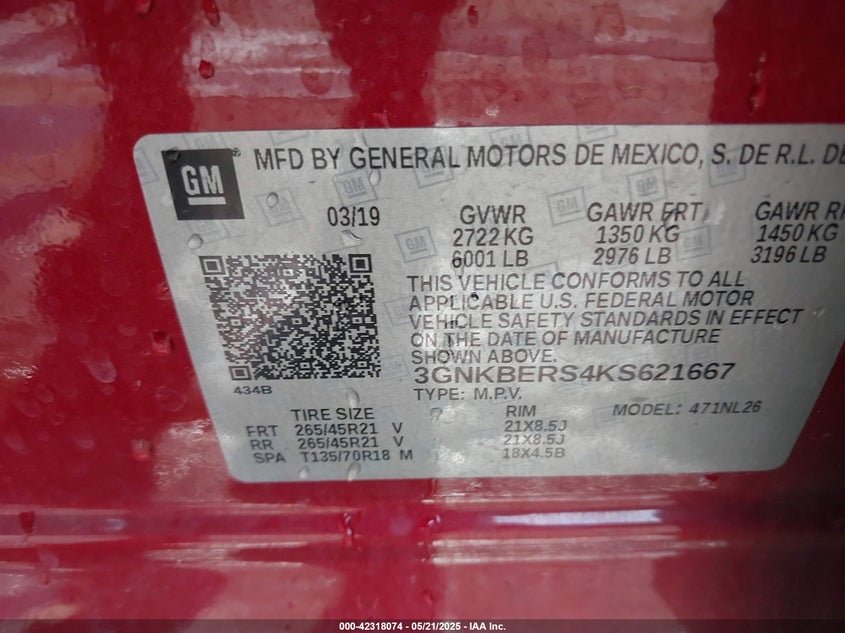 GM
MFD BY GENERAL MOTORS DE MEXICO, S. DE R.L. DE
03/19
GVWR GAWR FRT GAWR RR
2722 KG 1350 KG 1450 KG
6001 LB 2976 LB 3196 LB
THIS VEHICLE CONFORMS TO ALL
APPLICABLE U.S. FEDERAL MOTOR
VEHICLE SAFETY STANDARDS IN EFFECT
ON THE DATE OF MANUFACTURE
SHOWN ABOVE.
434B
3GNKBERS4KS621667
TYPE: M.P.V. MODEL: 471NL26
TIRE SIZE RIM
FRT 265/45R21 V 21X8.5J
RR 265/45R21 V 21X8.5J
SPA T135/70R18 M 18X4.5B
000-42318074 — 05/21/2025 — IAA Inc.